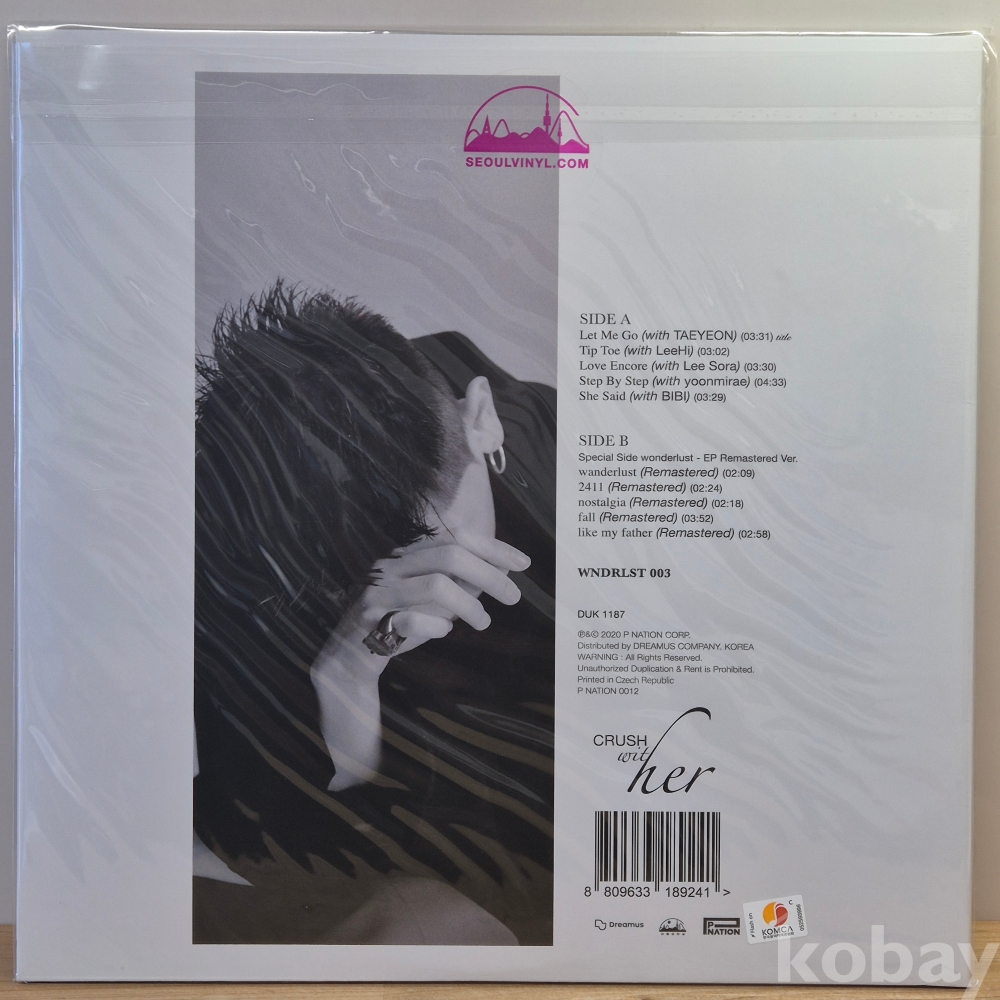 SEOULVINYL.COM
SIDE A
Let Me Go (with TAEYEON) (03:31) title
Tip Toe (with LeeHi) (03:02)
Love Encore (with Lee Sora) (03:30)
Step By Step (with yoonmirae) (04:33)
She Said (with BIBI) (03:29)
SIDE B
Special Side wonderlust - EP Remastered Ver.
wanderlust (Remastered) (02:09)
2411 (Remastered) (02:24)
nostalgia (Remastered) (02:18)
fall (Remastered) (03:52)
like my father (Remastered) (02:58)
WNDRLST 003
DUK 1187
℗&© 2020 P NATION CORP.
Distributed by DREAMUS COMPANY. KOREA
WARNING : All Rights Reserved.
Unauthorized Duplication & Rent is Prohibited.
Printed in Czech Republic
P NATION 0012
CRUSH
wit
her
8 809633 189241 >
Dreamus
P NATION
KOMCA
kobay